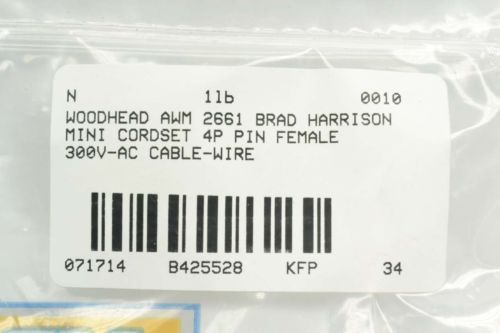 N 1lb 0010
WOODHEAD AWM 2661 BRAD HARRISON
MINI CORDSET 4P PIN FEMALE
300V-AC CABLE-WIRE
071714 B425528 KFP 34